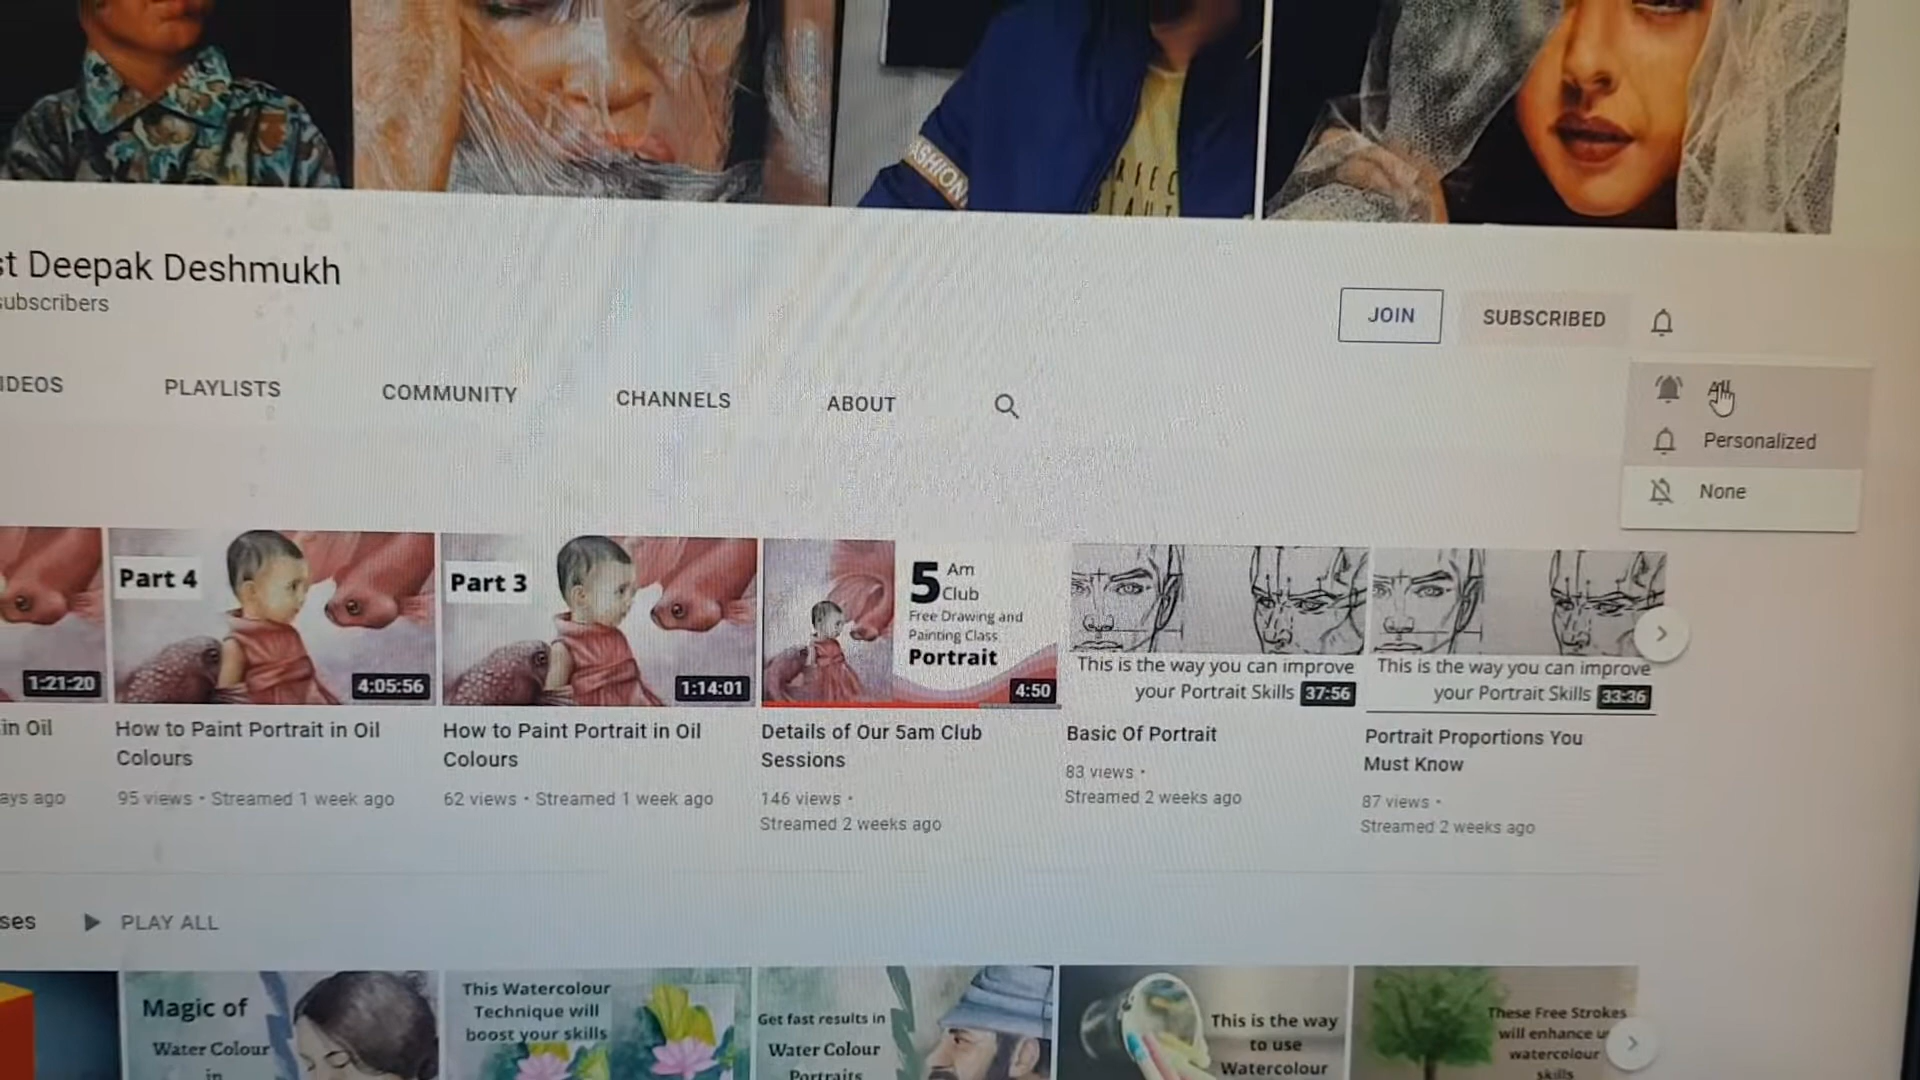 ASHION
st Deepak Deshmukh
subscribers
JOIN
SUBSCRIBED
IDEOS
PLAYLISTS
COMMUNITY
CHANNELS
ABOUT
All
Personalized
None
1:21:20
Part 4
4:05:56
Part 3
1:14:01
5 Am
Club
Free Drawing and
Painting Class
Portrait
4:50
This is the way you can improve
your Portrait Skills
37:56
This is the way you can improve
your Portrait Skills
33:36
in Oil
ays ago
How to Paint Portrait in Oil
Colours
95 views • Streamed 1 week ago
How to Paint Portrait in Oil
Colours
62 views • Streamed 1 week ago
Details of Our 5am Club
Sessions
146 views •
Streamed 2 weeks ago
Basic Of Portrait
83 views •
Streamed 2 weeks ago
Portrait Proportions You
Must Know
87 views •
Streamed 2 weeks ago
ses
PLAY ALL
Magic of
Water Colour
in
This Watercolour
Technique will
boost your skills
Get fast results in
Water Colour
Portraits
This is the way
to use
Watercolour
These Free Strokes
will enhance u
watercolour
skills